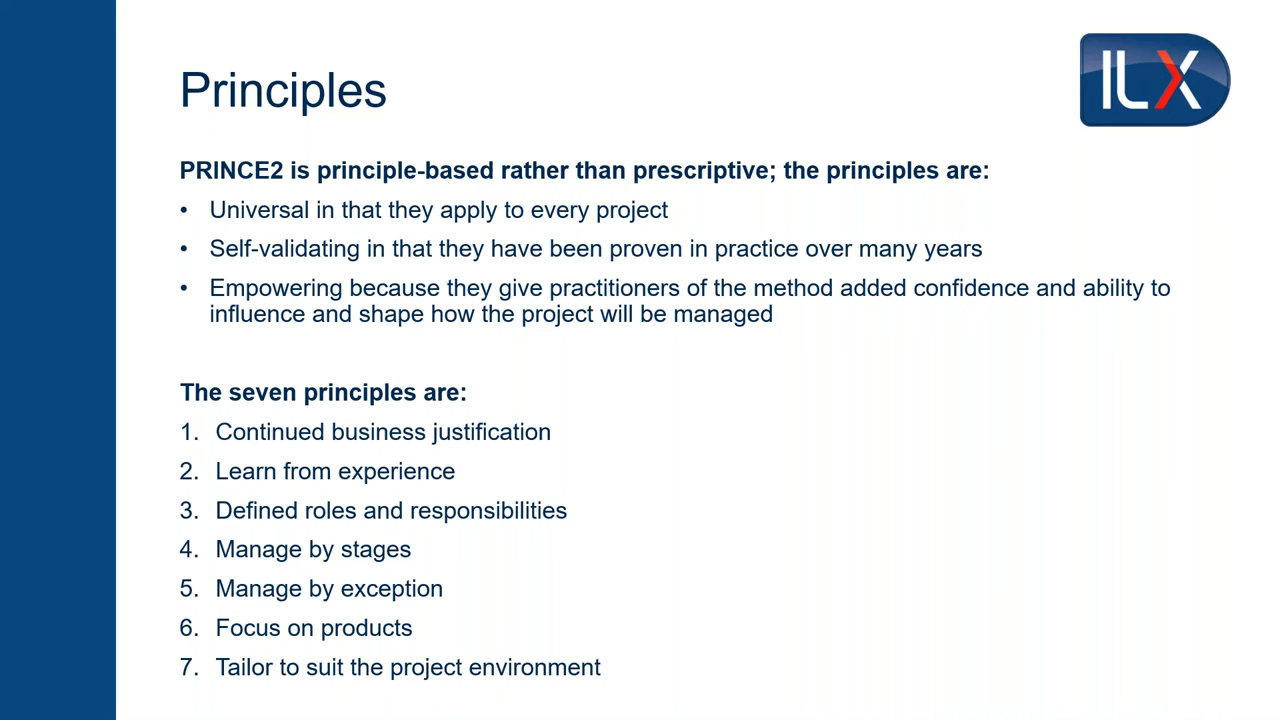 Principles
ILX
PRINCE2 is principle-based rather than prescriptive; the principles are:
• Universal in that they apply to every project
• Self-validating in that they have been proven in practice over many years
• Empowering because they give practitioners of the method added confidence and ability to
influence and shape how the project will be managed
The seven principles are:
1. Continued business justification
2. Learn from experience
3. Defined roles and responsibilities
4. Manage by stages
5. Manage by exception
6. Focus on products
7. Tailor to suit the project environment